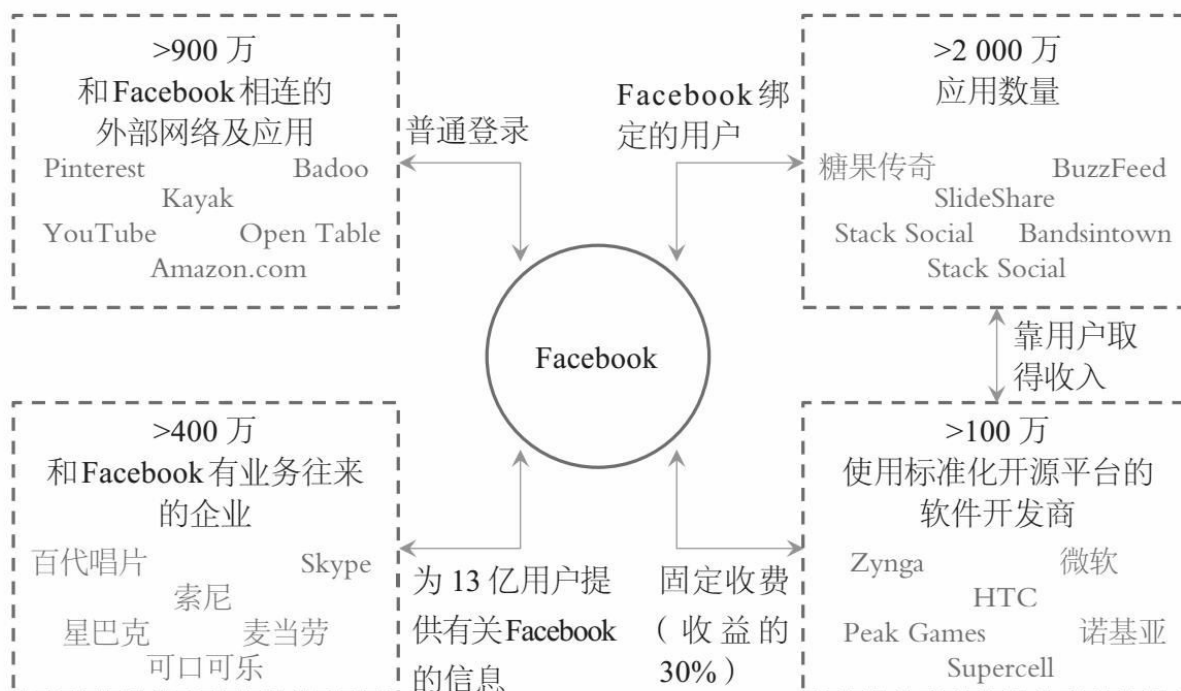 >900 万
和Facebook相连的
外部网络及应用
Pinterest Badoo
Kayak
YouTube Open Table
Amazon.com
普通登录
Facebook绑
定的用户
>2 000万
应用数量
糖果传奇 BuzzFeed
SlideShare
Stack Social Bandsintown
Stack Social
Facebook
靠用户取
得收入
>400 万
和Facebook有业务往来
的企业
百代唱片 Skype
索尼
星巴克 麦当劳
可口可乐
为 13 亿用户提
供有关Facebook
的信息
固定收费
（收益的
30%）
>100 万
使用标准化开源平台的
软件开发商
Zynga 微软
HTC
Peak Games 诺基亚
Supercell